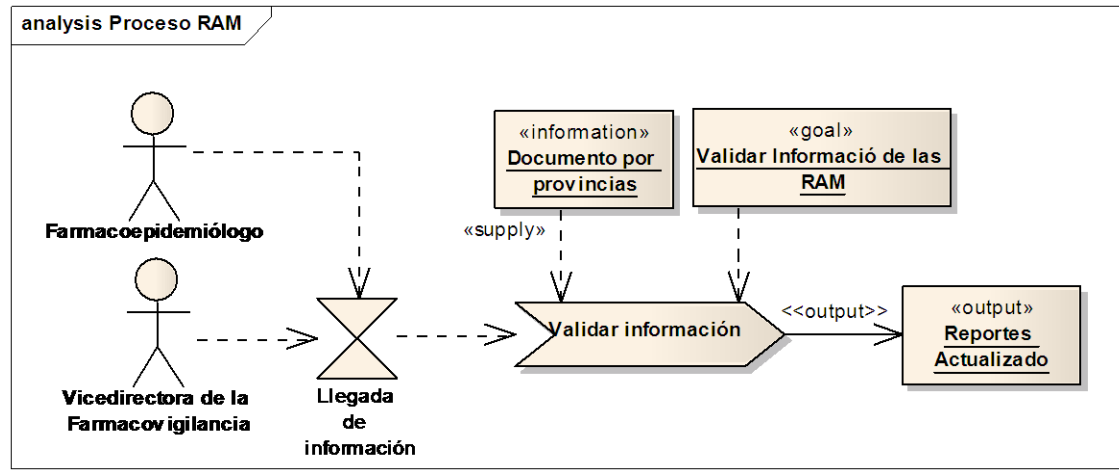 analysis Proceso RAM
Farmacoepidemiólogo
Vicedirectora de la
Farmacovigilancia
Llegada
de
información
«information»
Documento por
provincias
«supply»
«goal»
Validar Informació de las
RAM
Validar información
<<output>>
«output»
Reportes
Actualizado